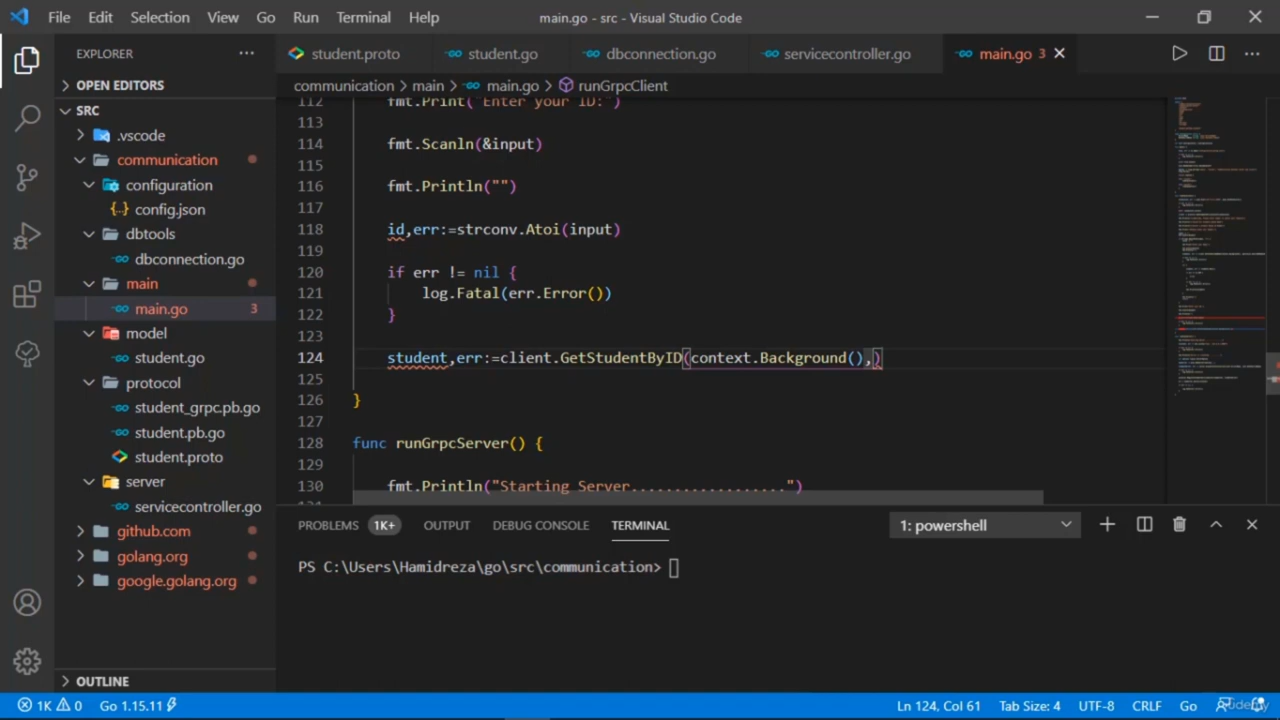 File Edit Selection View Go Run Terminal Help main.go - src - Visual Studio Code
EXPLORER
OPEN EDITORS
SRC
.vscode
communication
configuration
config.json
dbtools
dbconnection.go
main
main.go 3
model
student.go
protocol
student_grpc.pb.go
student.pb.go
student.proto
server
servicecontroller.go
github.com
golang.org
google.golang.org
OUTLINE
student.proto student.go dbconnection.go servicecontroller.go main.go 3
communication > main > main.go > runGrpcClient
112 fmt.Print("Enter your ID:")
113
114 fmt.Scanln(&input)
115
116 fmt.Println("")
117
118 id,err:=strconv.Atoi(input)
119
120 if err != nil {
121 log.Fatal(err.Error())
122 }
123
124 student,err:=client.GetStudentByID(context.Background(),)
125
126 }
127
128 func runGrpcServer() {
129
130 fmt.Println("Starting Server..................")
PROBLEMS 1K+ OUTPUT DEBUG CONSOLE TERMINAL 1: powershell
PS C:\Users\Hamidreza\go\src\communication>
1K 0 Go 1.15.11 Ln 124, Col 61 Tab Size: 4 UTF-8 CRLF Go